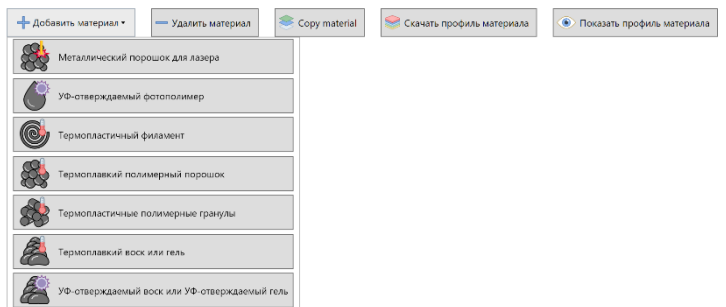 Добавить материал
Удалить материал
Copy material
Скачать профиль материала
Показать профиль материала
Металлический порошок для лазера
УФ-отверждаемый фотополимер
Термопластичный филамент
Термоплавкий полимерный порошок
Термопластичные полимерные гранулы
Термоплавкий воск или гель
УФ-отверждаемый воск или УФ-отверждаемый гель